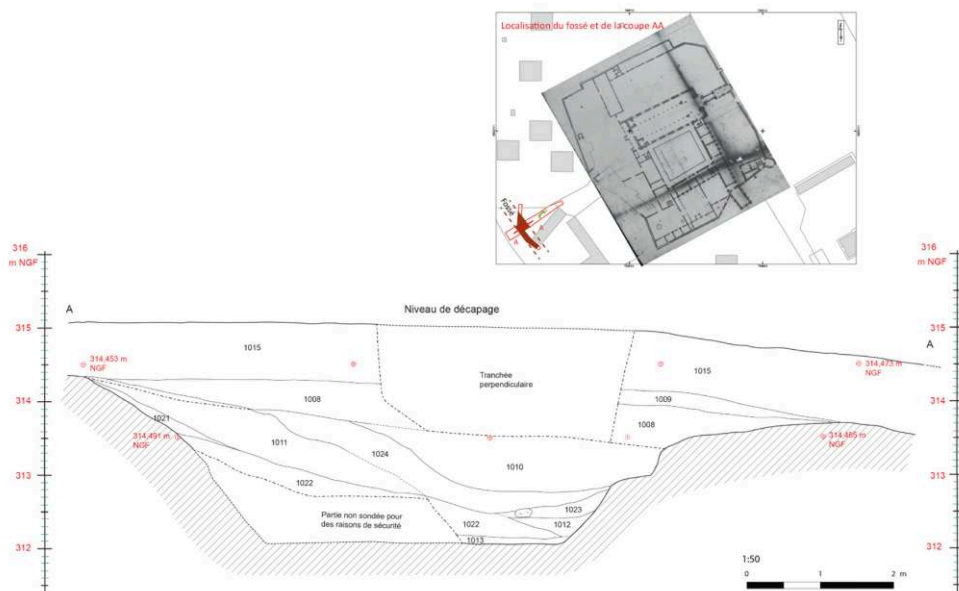 Localisation du fossé et de la coupe AA
Fossé
A
A
316
m NGF
316
m NGF
A
Niveau de décapage
315
315
A
1015
314,453 m
NGF
Tranchée
perpendiculaire
1015
314,473 m
NGF
314
1008
1009
314
1021
1008
314,491 m
NGF
1011
314,485 m
NGF
1024
1010
313
313
1022
1023
Partie non sondée pour
des raisons de sécurité
1022
1012
1013
312
312
1:50
0
1
2 m